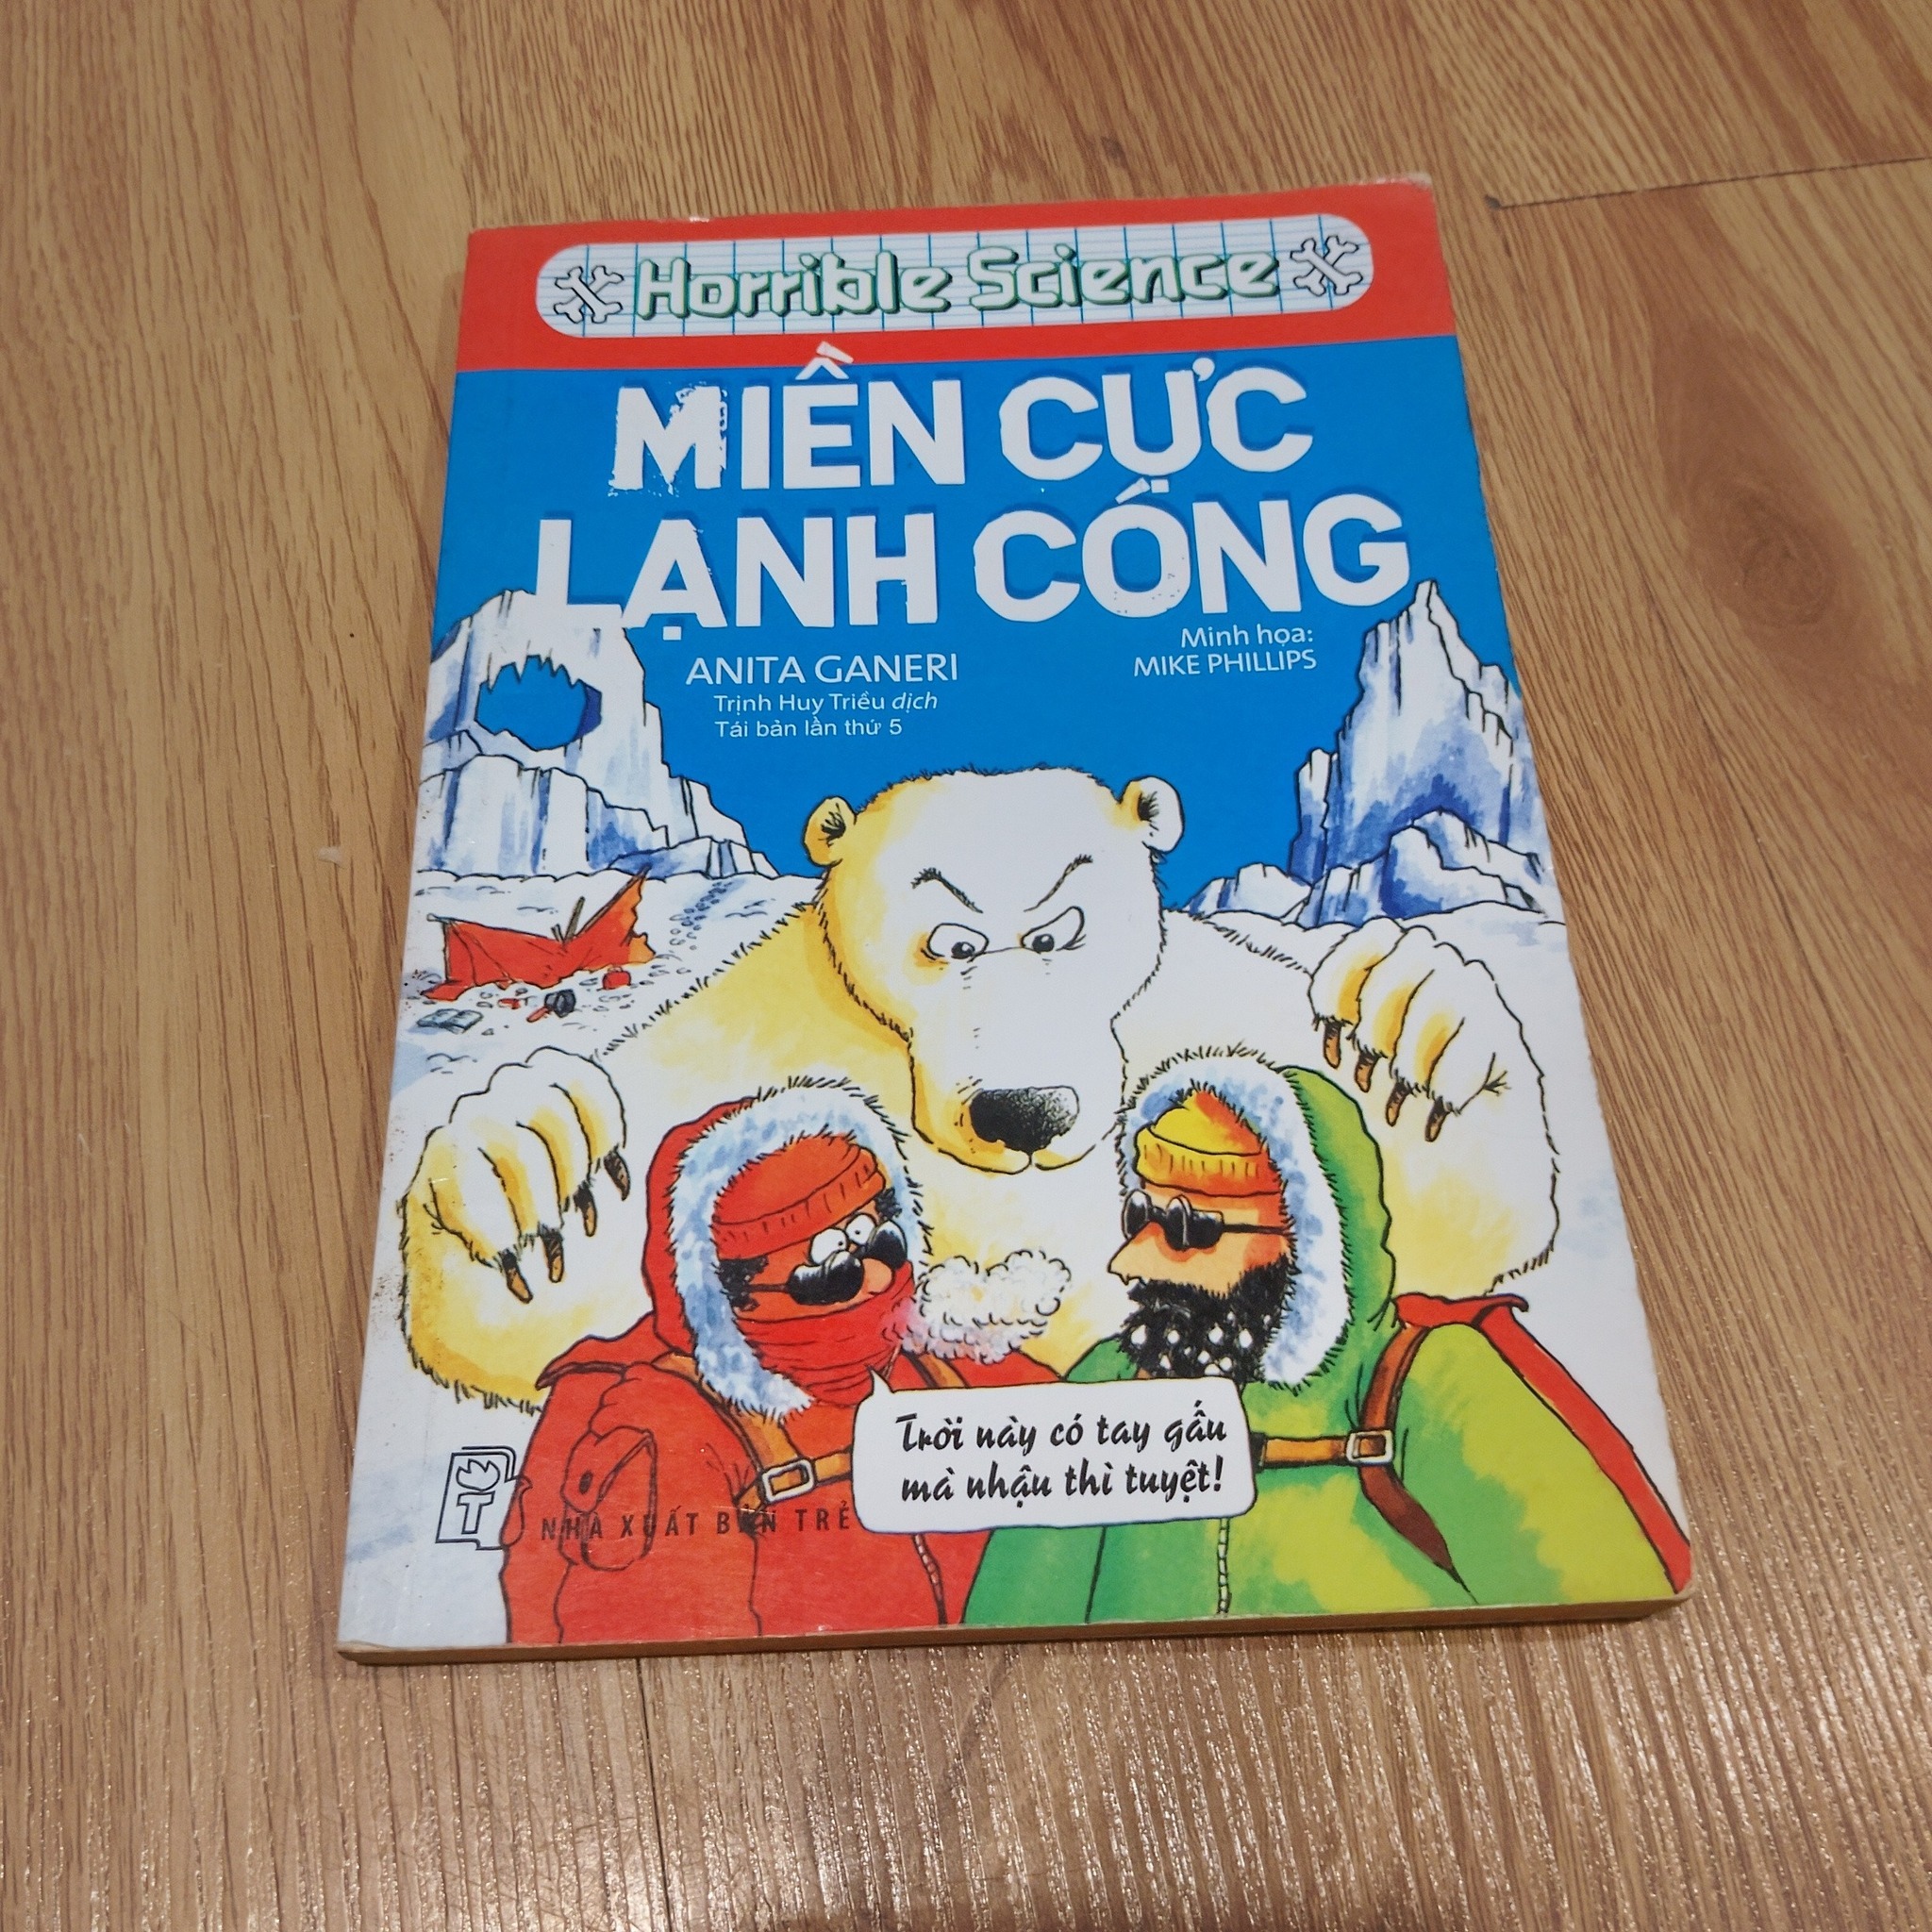 Horrible Science
MIỀN CỰC
LẠNH CÓNG
ANITA GANERI
Trịnh Huy Triều dịch
Tái bản lần thứ 5
Minh họa:
MIKE PHILLIPS
Trời này có tay gấu
mà nhậu thì tuyệt!
T
NHÀ XUẤT BẢN TRẺ